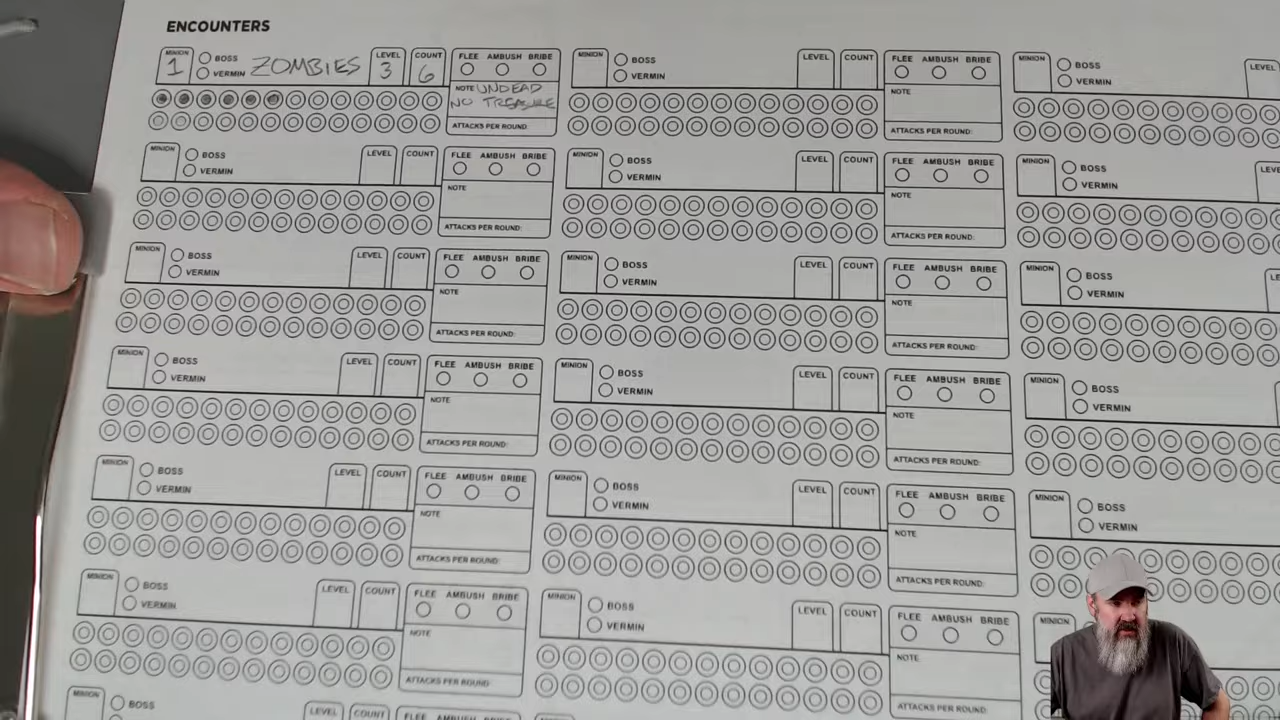 ENCOUNTERS
MINION 1 BOSS VERMIN ZOMBIES LEVEL 3 COUNT 6 FLEE AMBUSH BRIBE
NOTE UNDEAD
NO TREASURE
ATTACKS PER ROUND:
MINION BOSS VERMIN LEVEL COUNT FLEE AMBUSH BRIBE
NOTE
ATTACKS PER ROUND:
MINION BOSS VERMIN LEVEL
MINION BOSS VERMIN LEVEL COUNT FLEE AMBUSH BRIBE
NOTE
ATTACKS PER ROUND:
MINION BOSS VERMIN LEVEL COUNT FLEE AMBUSH BRIBE
NOTE
ATTACKS PER ROUND:
MINION BOSS VERMIN LEVE
MINION BOSS VERMIN LEVEL COUNT FLEE AMBUSH BRIBE
NOTE
ATTACKS PER ROUND:
MINION BOSS VERMIN LEVEL COUNT FLEE AMBUSH BRIBE
NOTE
ATTACKS PER ROUND:
MINION BOSS VERMIN LE
MINION BOSS VERMIN LEVEL COUNT FLEE AMBUSH BRIBE
NOTE
ATTACKS PER ROUND:
MINION BOSS VERMIN LEVEL COUNT FLEE AMBUSH BRIBE
NOTE
ATTACKS PER ROUND:
MINION BOSS VERMIN
MINION BOSS VERMIN LEVEL COUNT FLEE AMBUSH BRIBE
NOTE
ATTACKS PER ROUND:
MINION BOSS VERMIN LEVEL COUNT FLEE AMBUSH BRIBE
NOTE
ATTACKS PER ROUND:
MINION BOSS VERMIN
MINION BOSS VERMIN LEVEL COUNT FLEE AMBUSH BRIBE
NOTE
ATTACKS PER ROUND:
MINION BOSS VERMIN LEVEL COUNT FLEE AMBUSH BRIBE
NOTE
ATTACKS PER ROUND:
MINION
MINION BOSS LEVEL COUNT FLEE AMBUSH BRIBE